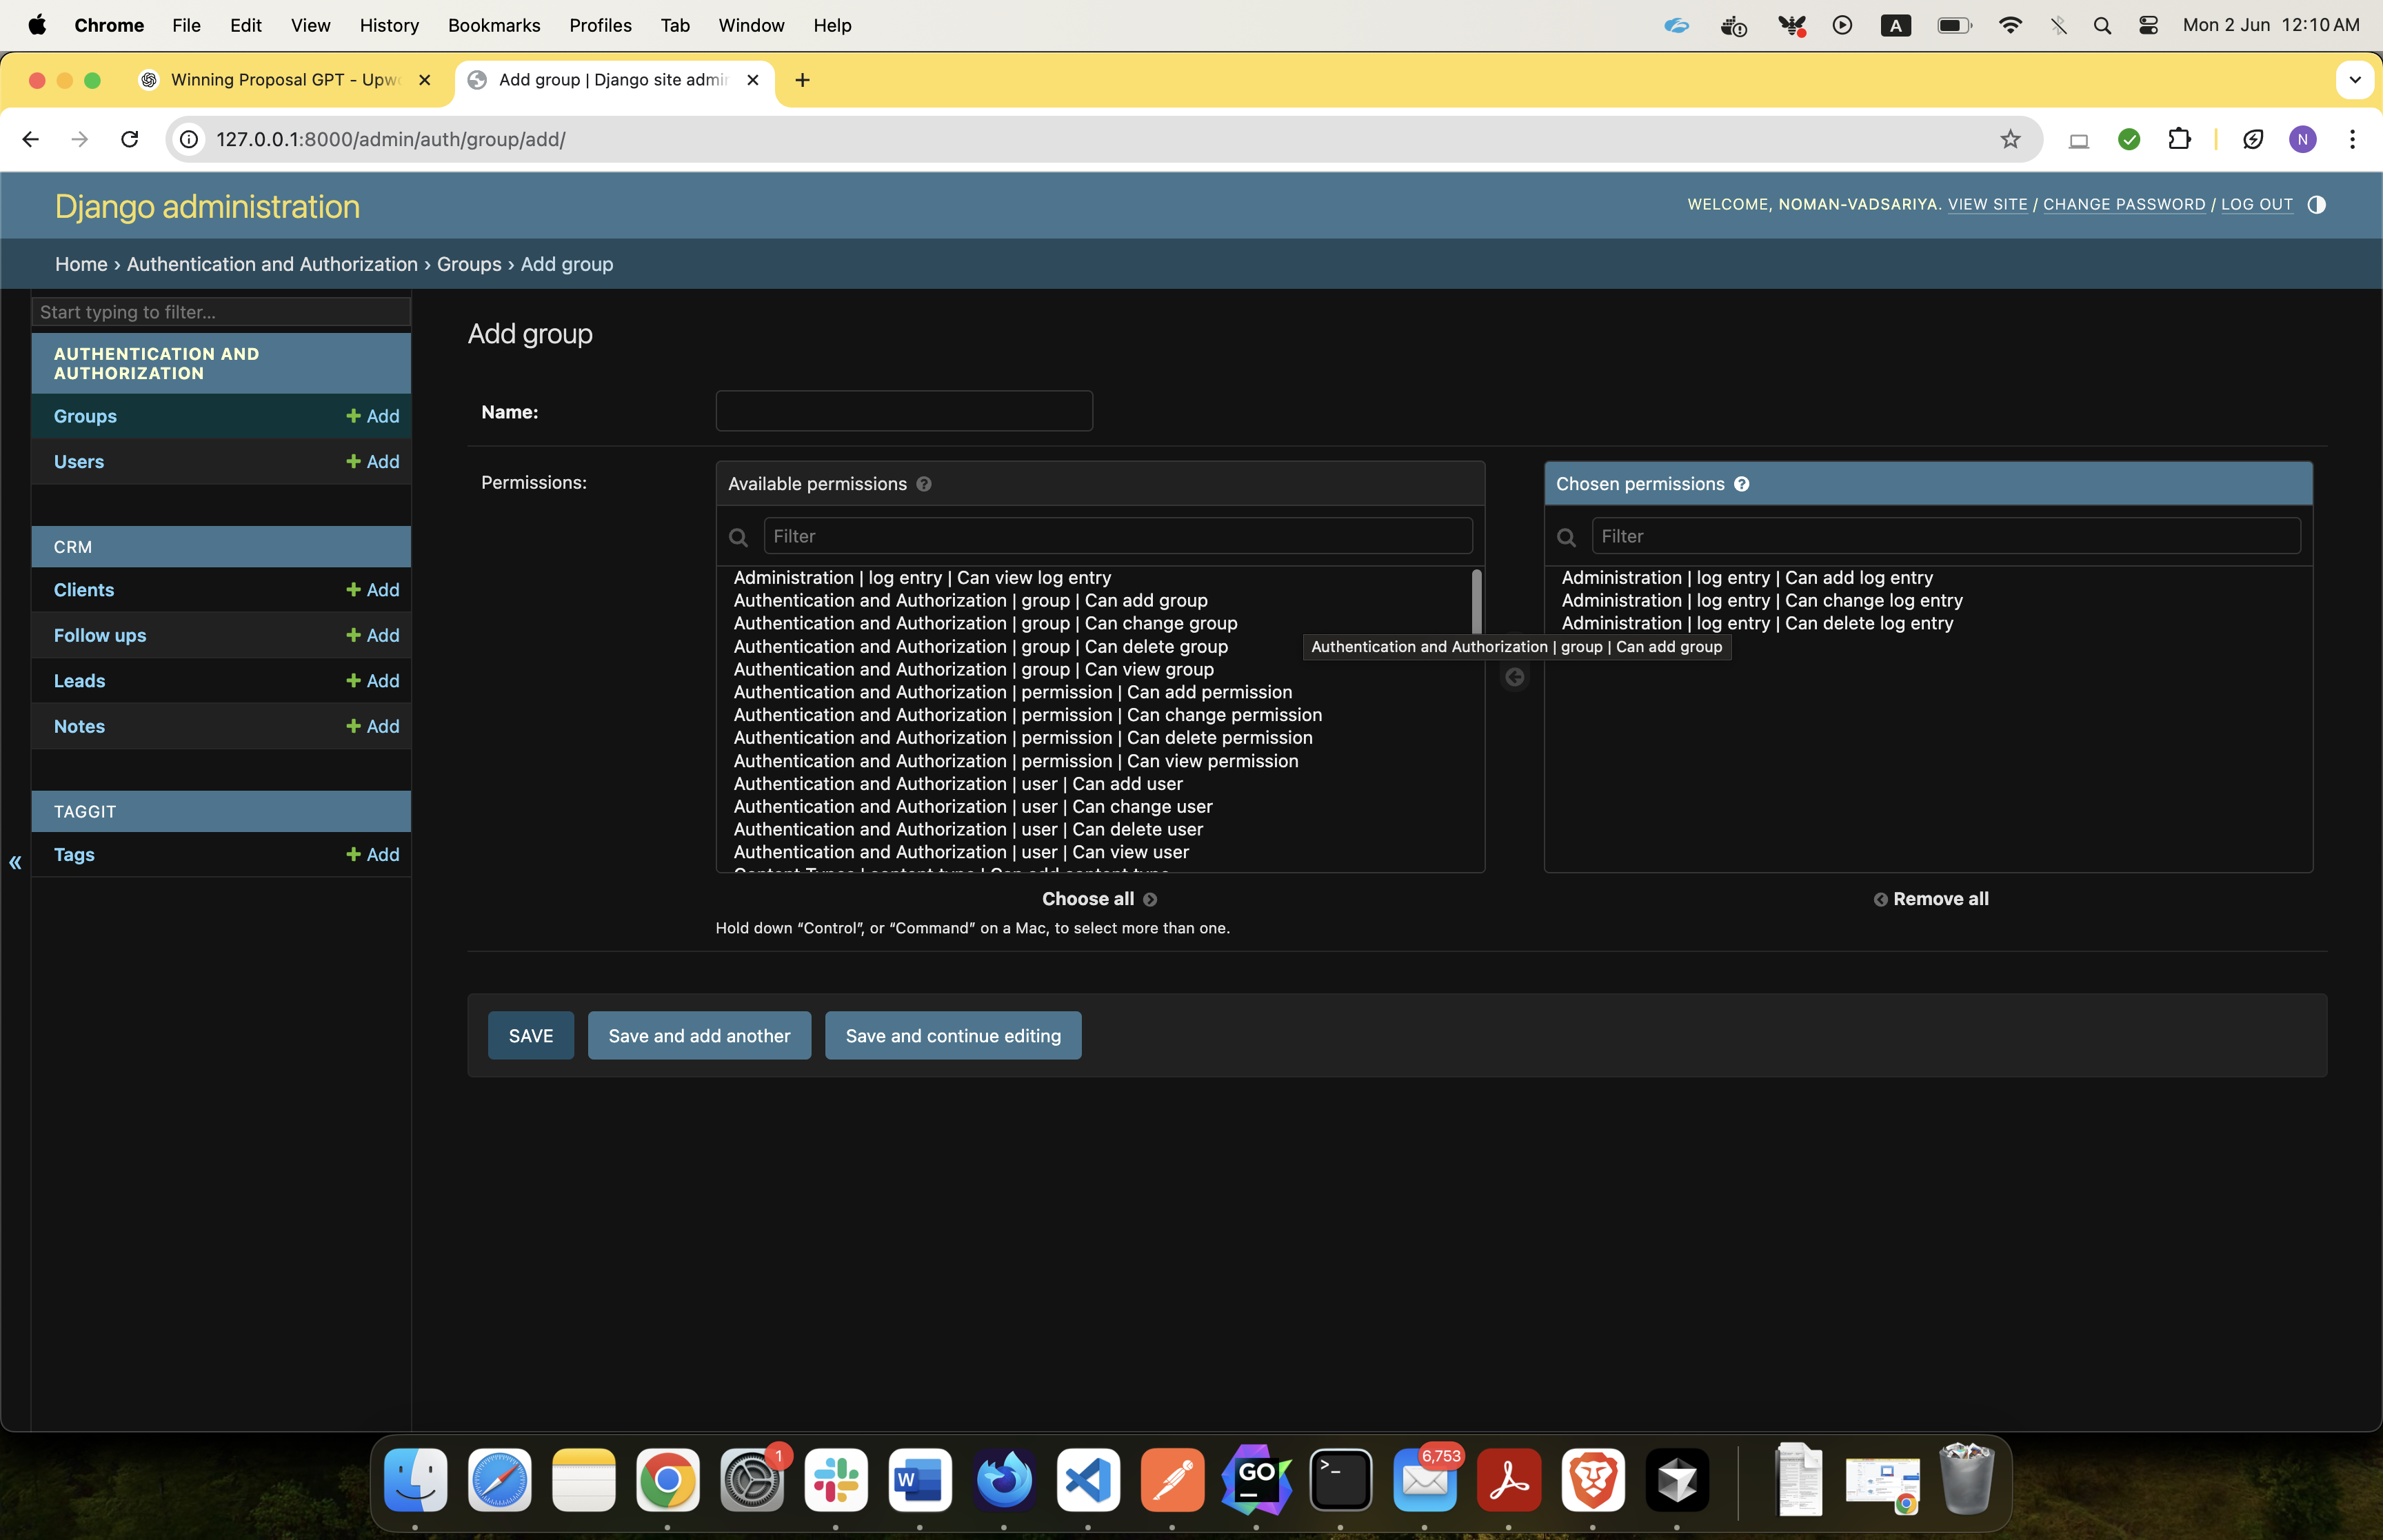 Chrome File Edit View History Bookmarks Profiles Tab Window Help A Mon 2 Jun 12:10 AM
Winning Proposal GPT - Upw Add group | Django site admin
127.0.0.1:8000/admin/auth/group/add/ N
Django administration
WELCOME, NOMAN-VADSARIYA. VIEW SITE / CHANGE PASSWORD / LOG OUT
Home › Authentication and Authorization › Groups › Add group
Start typing to filter...
AUTHENTICATION AND
AUTHORIZATION
Groups Add
Users Add
CRM
Clients Add
Follow ups Add
Leads Add
Notes Add
TAGGIT
Tags Add
«
Add group
Name:
Permissions:
Available permissions ?
Filter
Administration | log entry | Can view log entry
Authentication and Authorization | group | Can add group
Authentication and Authorization | group | Can change group
Authentication and Authorization | group | Can delete group
Authentication and Authorization | group | Can view group
Authentication and Authorization | permission | Can add permission
Authentication and Authorization | permission | Can change permission
Authentication and Authorization | permission | Can delete permission
Authentication and Authorization | permission | Can view permission
Authentication and Authorization | user | Can add user
Authentication and Authorization | user | Can change user
Authentication and Authorization | user | Can delete user
Authentication and Authorization | user | Can view user
Content Types | content type | Can add content type
Choose all
Hold down “Control”, or “Command” on a Mac, to select more than one.
Authentication and Authorization | group | Can add group
Chosen permissions ?
Filter
Administration | log entry | Can add log entry
Administration | log entry | Can change log entry
Administration | log entry | Can delete log entry
Remove all
SAVE Save and add another Save and continue editing
1 W GO >_ 6,753